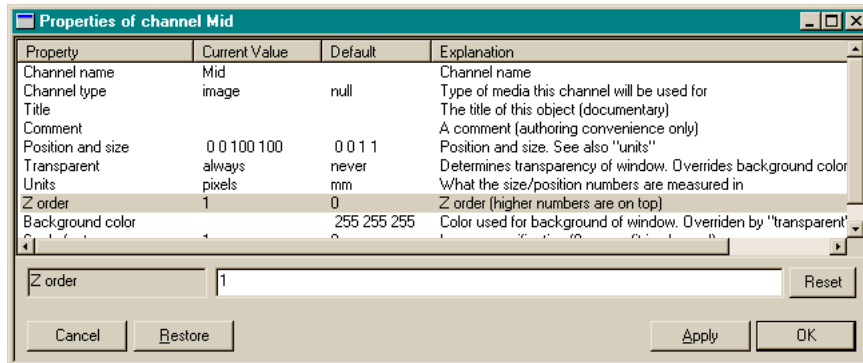 Properties of channel Mid
Property Current Value Default Explanation
Channel name Mid Channel name
Channel type image null Type of media this channel will be used for
Title The title of this object (documentary)
Comment A comment (authoring convenience only)
Position and size 0 0 100 100 0 0 1 1 Position and size. See also "units"
Transparent always never Determines transparency of window. Overrides background color
Units pixels mm What the size/position numbers are measured in
Z order 1 0 Z order (higher numbers are on top)
Background color 255 255 255 Color used for background of window. Overriden by "transparent"
Z order 1 Reset
Cancel Restore Apply OK